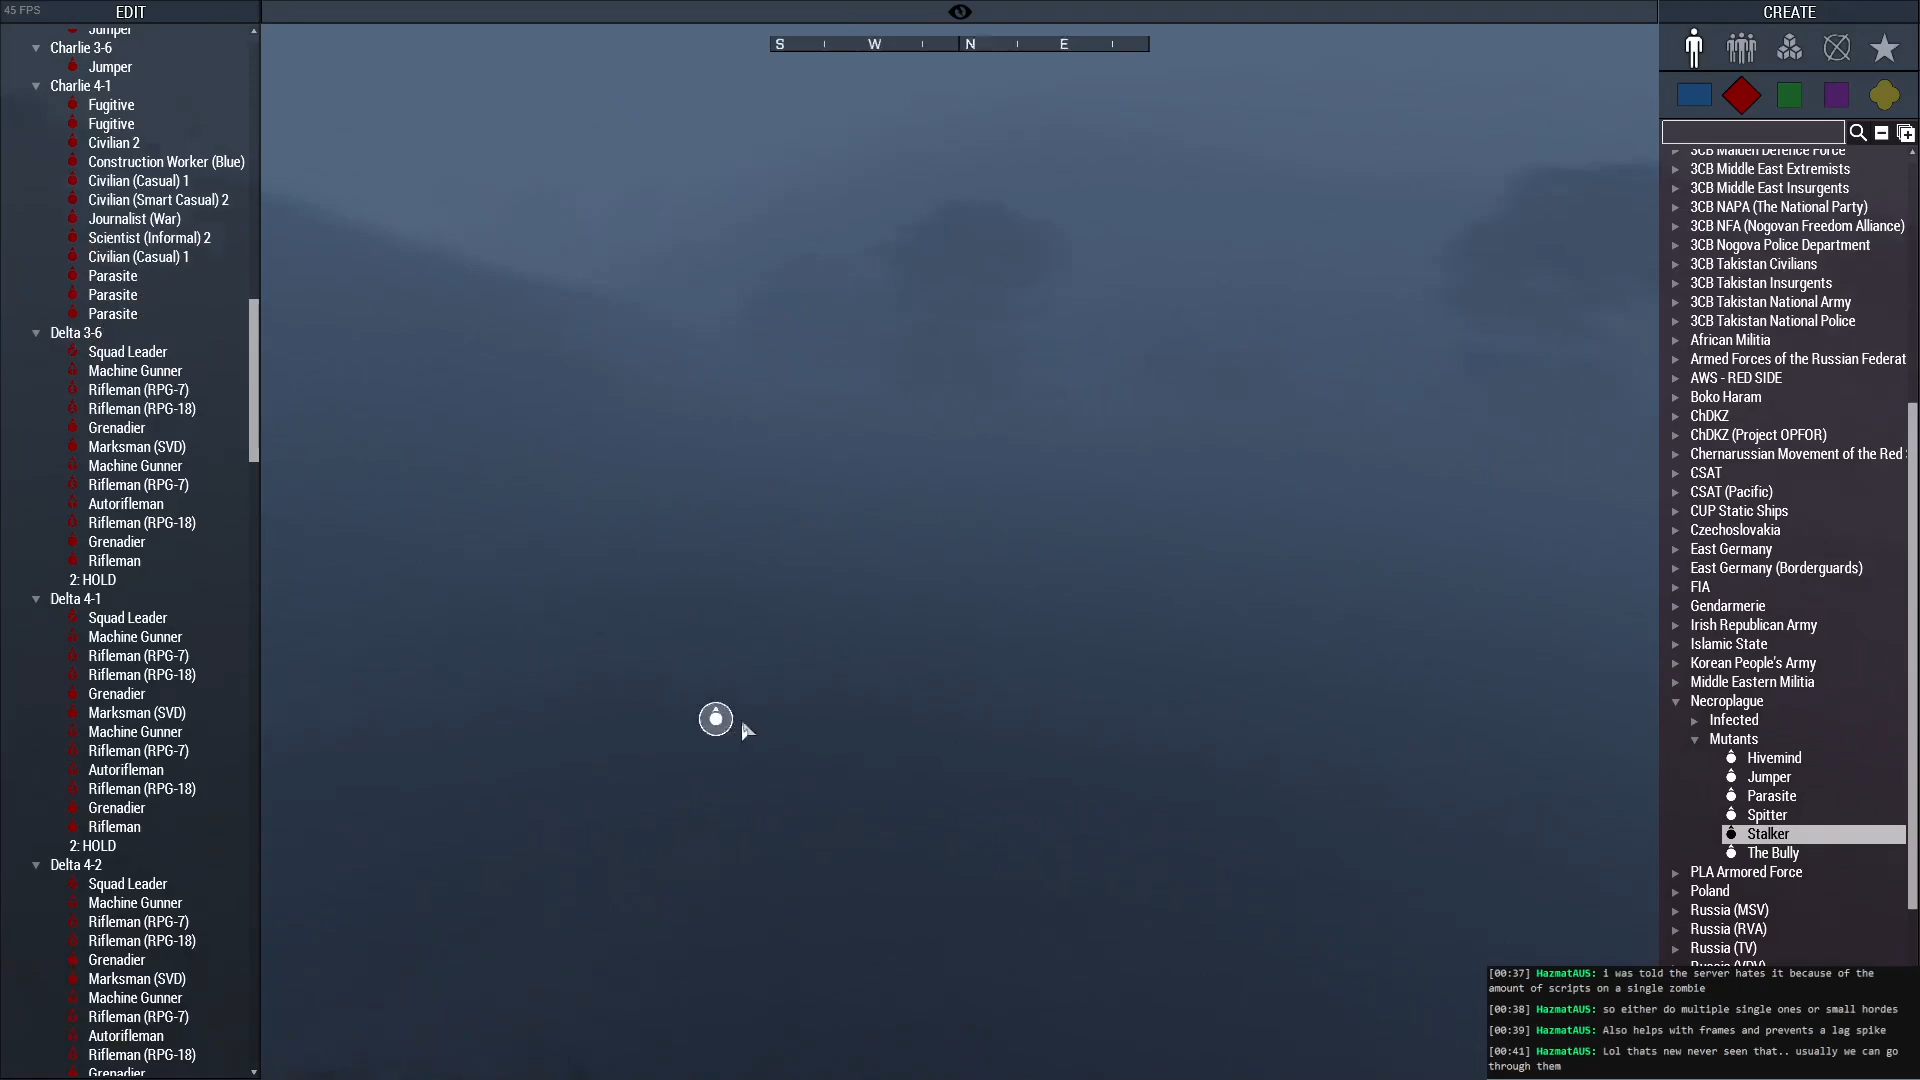 45 FPS
EDIT
CREATE
S W N E
Jumper
Charlie 3-6
Jumper
Charlie 4-1
Fugitive
Fugitive
Civilian 2
Construction Worker (Blue)
Civilian (Casual) 1
Civilian (Smart Casual) 2
Journalist (War)
Scientist (Informal) 2
Civilian (Casual) 1
Parasite
Parasite
Parasite
Delta 3-6
Squad Leader
Machine Gunner
Rifleman (RPG-7)
Rifleman (RPG-18)
Grenadier
Marksman (SVD)
Machine Gunner
Rifleman (RPG-7)
Autorifleman
Rifleman (RPG-18)
Grenadier
Rifleman
2: HOLD
Delta 4-1
Squad Leader
Machine Gunner
Rifleman (RPG-7)
Rifleman (RPG-18)
Grenadier
Marksman (SVD)
Machine Gunner
Rifleman (RPG-7)
Autorifleman
Rifleman (RPG-18)
Grenadier
Rifleman
2: HOLD
Delta 4-2
Squad Leader
Machine Gunner
Rifleman (RPG-7)
Rifleman (RPG-18)
Grenadier
Marksman (SVD)
Machine Gunner
Rifleman (RPG-7)
Autorifleman
Rifleman (RPG-18)
Grenadier
3CB Malden Defence Force
3CB Middle East Extremists
3CB Middle East Insurgents
3CB NAPA (The National Party)
3CB NFA (Nogovan Freedom Alliance)
3CB Nogova Police Department
3CB Takistan Civilians
3CB Takistan Insurgents
3CB Takistan National Army
3CB Takistan National Police
African Militia
Armed Forces of the Russian Federat
AWS - RED SIDE
Boko Haram
ChDKZ
ChDKZ (Project OPFOR)
Chernarussian Movement of the Red
CSAT
CSAT (Pacific)
CUP Static Ships
Czechoslovakia
East Germany
East Germany (Borderguards)
FIA
Gendarmerie
Irish Republican Army
Islamic State
Korean People's Army
Middle Eastern Militia
Necroplague
Infected
Mutants
Hivemind
Jumper
Parasite
Spitter
Stalker
The Bully
PLA Armored Force
Poland
Russia (MSV)
Russia (RVA)
Russia (TV)
Russia (VDV)
[00:37] HazmatAUS: i was told the server hates it because of the
amount of scripts on a single zombie
[00:38] HazmatAUS: so either do multiple single ones or small hordes
[00:39] HazmatAUS: Also helps with frames and prevents a lag spike
[00:41] HazmatAUS: Lol thats new never seen that.. usually we can go
through them